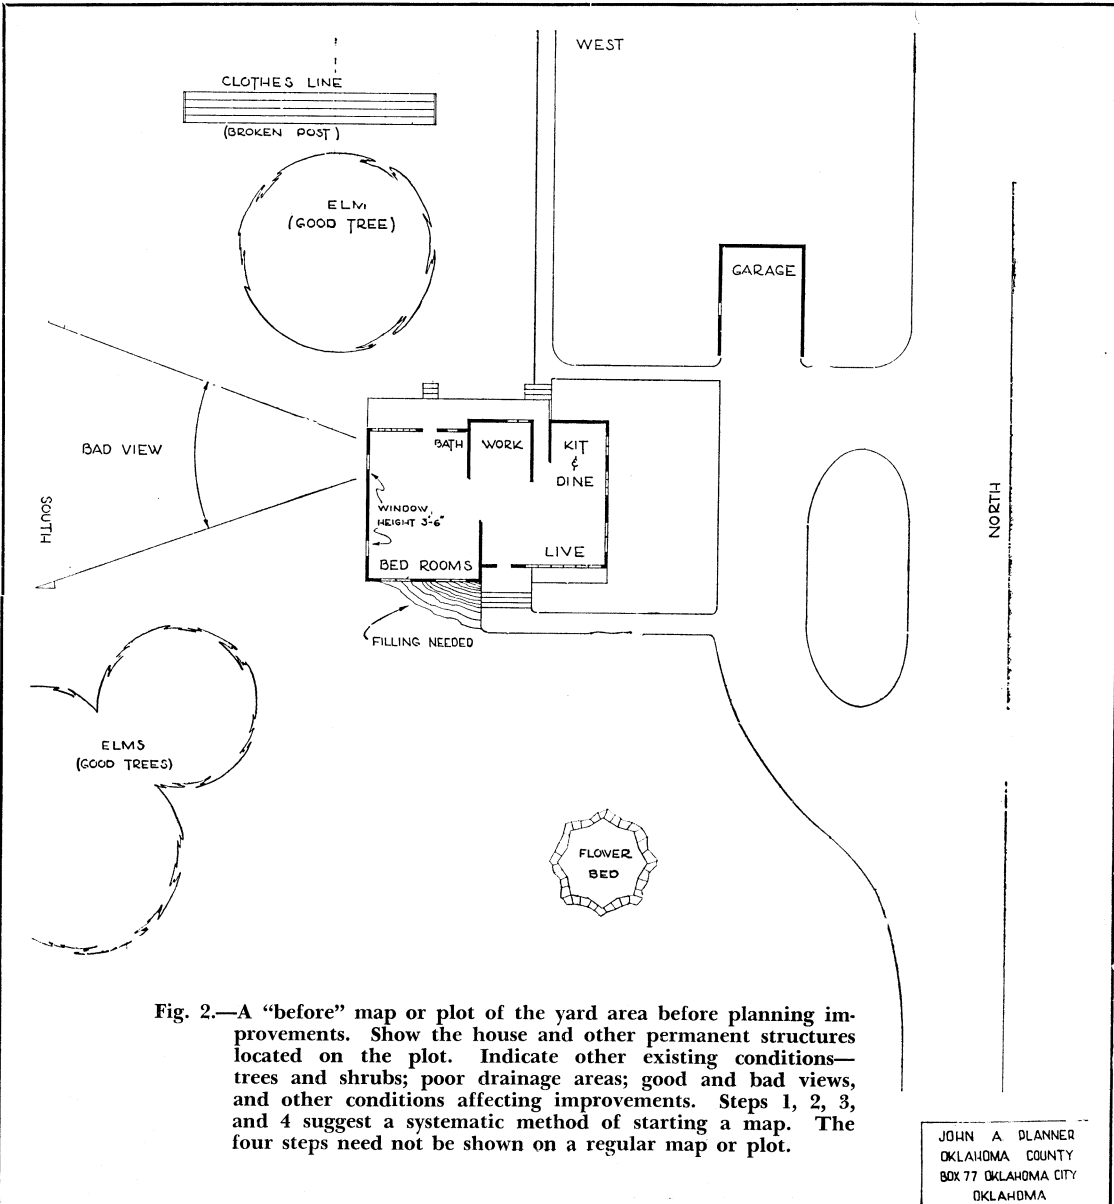 WEST
CLOTHES LINE
(BROKEN POST)
ELM
(GOOD TREE)
GARAGE
BAD VIEW
SOUTH
BATH
WORK
KIT
&
DINE
WINDOW
HEIGHT 3'-6"
NORTH
LIVE
BED ROOMS
FILLING NEEDED
ELMS
(GOOD TREES)
FLOWER
BED
Fig. 2.—A “before” map or plot of the yard area before planning im-
provements. Show the house and other permanent structures
located on the plot. Indicate other existing conditions—
trees and shrubs; poor drainage areas; good and bad views,
and other conditions affecting improvements. Steps 1, 2, 3,
and 4 suggest a systematic method of starting a map. The
four steps need not be shown on a regular map or plot.
JOHN A PLANNER
OKLAHOMA COUNTY
BOX 77 OKLAHOMA CITY
OKLAHOMA